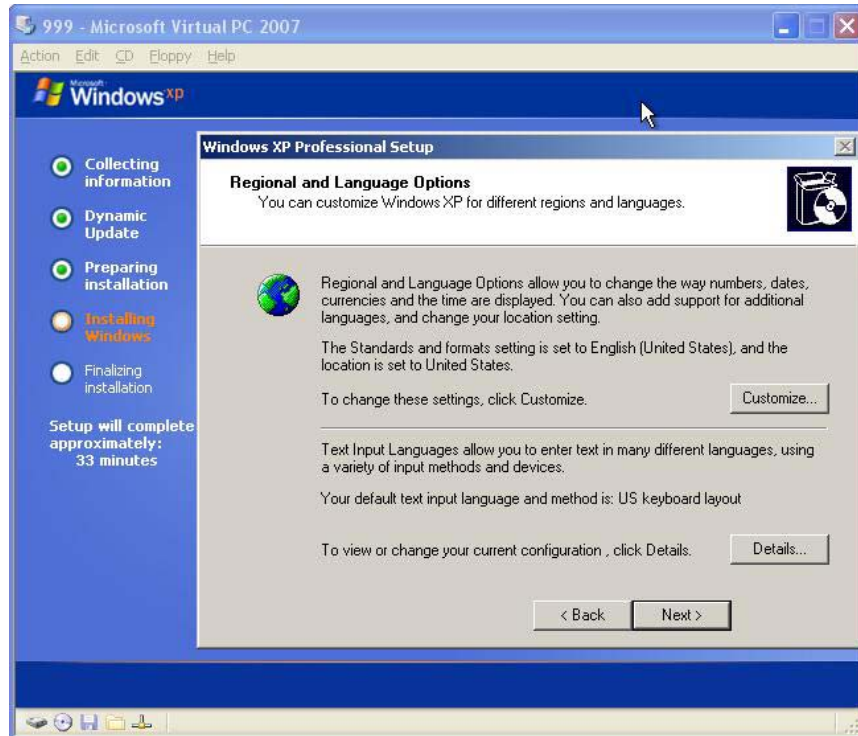 999 - Microsoft Virtual PC 2007
Action Edit CD Floppy Help
Microsoft
Windows xp
Collecting
information
Dynamic
Update
Preparing
installation
Installing
Windows
Finalizing
installation
Setup will complete
approximately:
33 minutes
Windows XP Professional Setup
Regional and Language Options
You can customize Windows XP for different regions and languages.
Regional and Language Options allow you to change the way numbers, dates,
currencies and the time are displayed. You can also add support for additional
languages, and change your location setting.
The Standards and formats setting is set to English (United States), and the
location is set to United States.
To change these settings, click Customize.
Customize...
Text Input Languages allow you to enter text in many different languages, using
a variety of input methods and devices.
Your default text input language and method is: US keyboard layout
To view or change your current configuration , click Details.
Details...
< Back
Next >